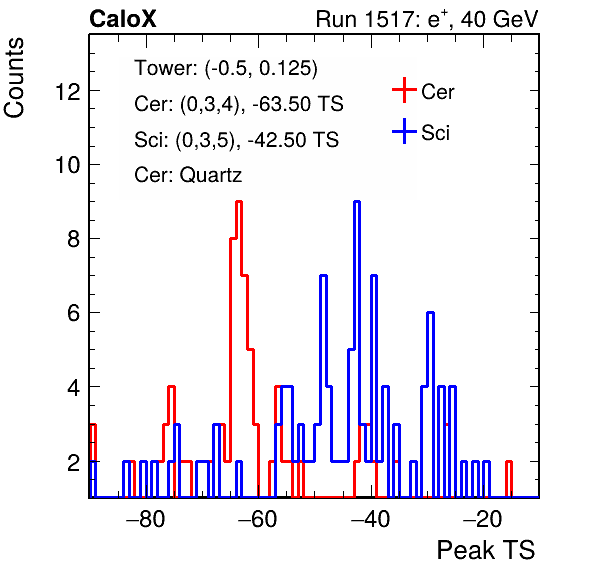 CaloX Run 1517: e⁺, 40 GeV
Counts
Tower: (-0.5, 0.125)
Cer: (0,3,4), -63.50 TS
Sci: (0,3,5), -42.50 TS
Cer: Quartz
Cer
Sci
12
10
8
6
4
2
−80 −60 −40 −20
Peak TS